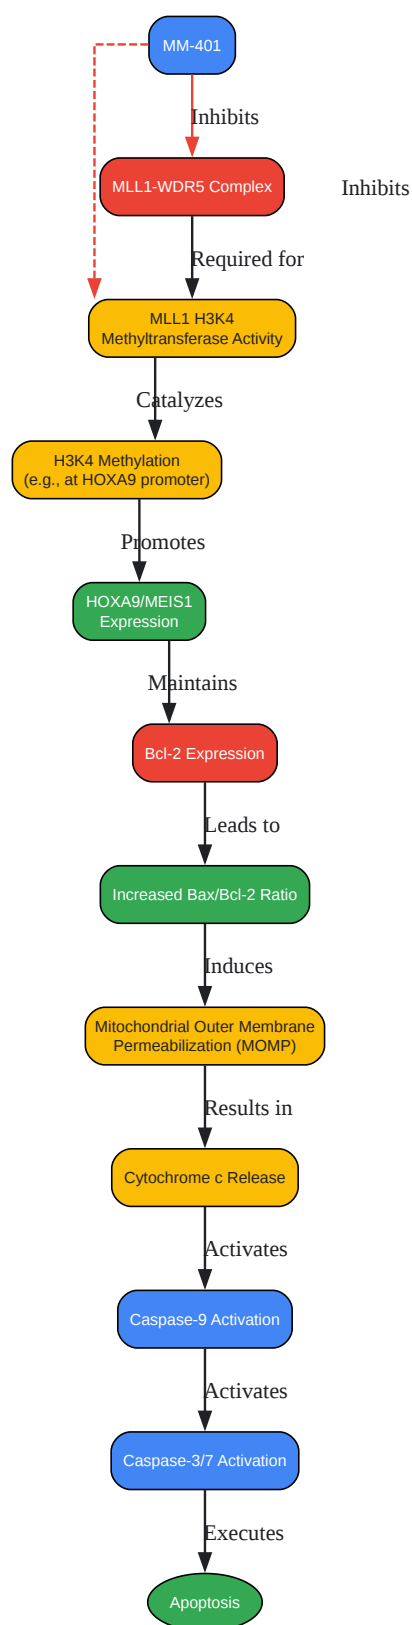 MM-401
Inhibits
MLL1-WDR5 Complex
Inhibits
Required for
MLL1 H3K4
Methyltransferase Activity
Catalyzes
H3K4 Methylation
(e.g., at HOXA9 promoter)
Promotes
HOXA9/MEIS1
Expression
Maintains
Bcl-2 Expression
Leads to
Increased Bax/Bcl-2 Ratio
Induces
Mitochondrial Outer Membrane
Permeabilization (MOMP)
Results in
Cytochrome c Release
Activates
Caspase-9 Activation
Activates
Caspase-3/7 Activation
Executes
Apoptosis